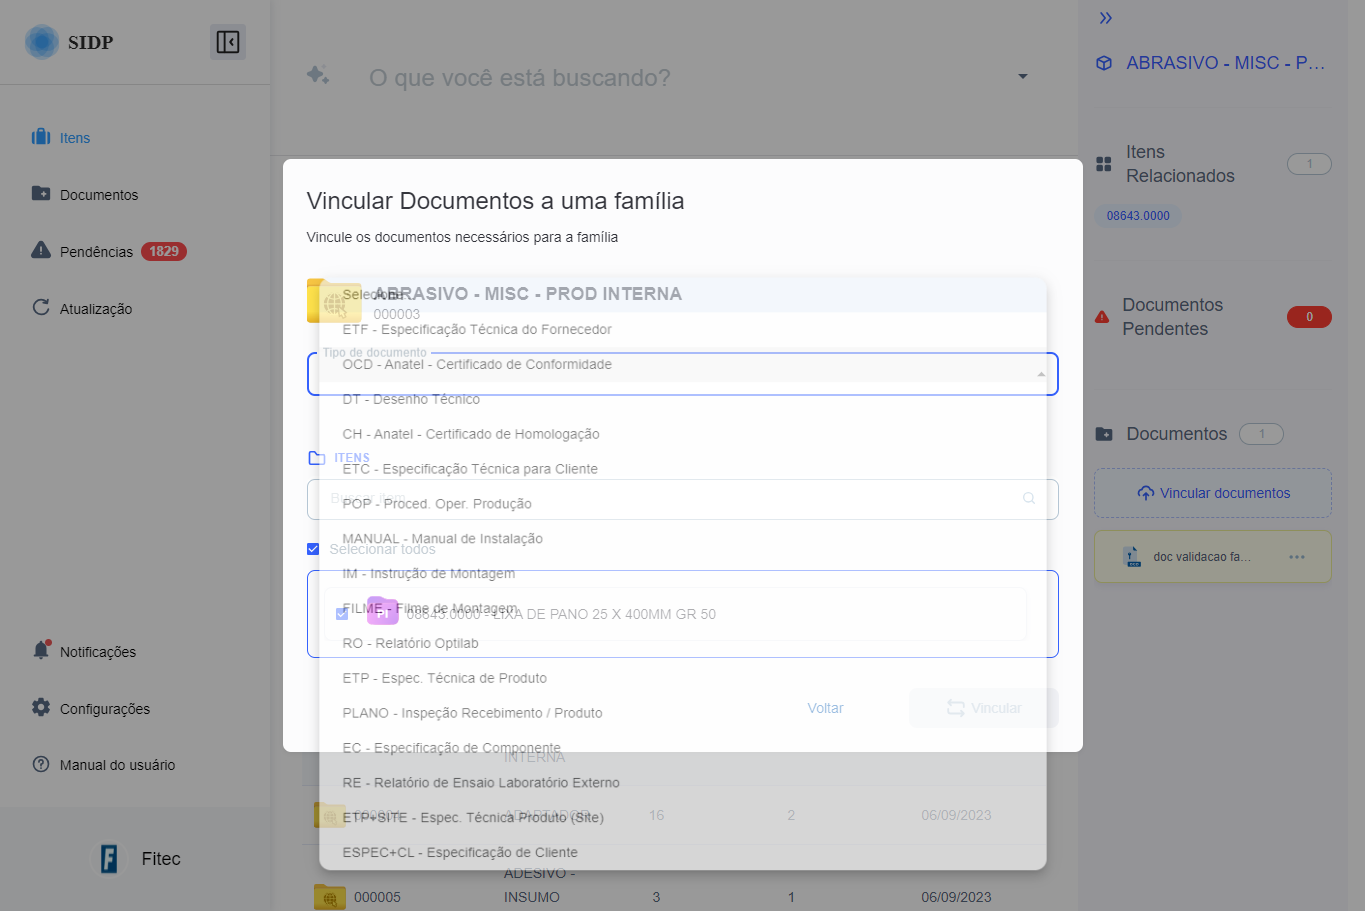 SIDP
Itens
Documentos
Pendências 1829
Atualização
Notificações
Configurações
Manual do usuário
Fitec
O que você está buscando?
Vincular Documentos a uma família
Vincule os documentos necessários para a família
ABRASIVO - MISC - PROD INTERNA
000003
Tipo de documento
Selecione
ETF - Especificação Técnica do Fornecedor
OCD - Anatel - Certificado de Conformidade
DT - Desenho Técnico
CH - Anatel - Certificado de Homologação
ITENS
ETC - Especificação Técnica para Cliente
POP - Proced. Oper. Produção
MANUAL - Manual de Instalação
Selecionar todos
IM - Instrução de Montagem
FILME - Filme de Montagem
PI
08643.0000 - LIXA DE PANO 25 X 400MM GR 50
RO - Relatório Optilab
ETP - Espec. Técnica de Produto
PLANO - Inspeção Recebimento / Produto
Voltar
Vincular
EC - Especificação de Componente
INTERNA
RE - Relatório de Ensaio Laboratório Externo
000004 ADAPTADOR 16 2 06/09/2023
ETP+SITE - Espec. Técnica Produto (Site)
ESPEC+CL - Especificação de Cliente
ADESIVO -
000005 INSUMO 3 1 06/09/2023
ABRASIVO - MISC - P...
Itens
Relacionados
1
08643.0000
Documentos
Pendentes
0
Documentos 1
Vincular documentos
doc validacao fa...